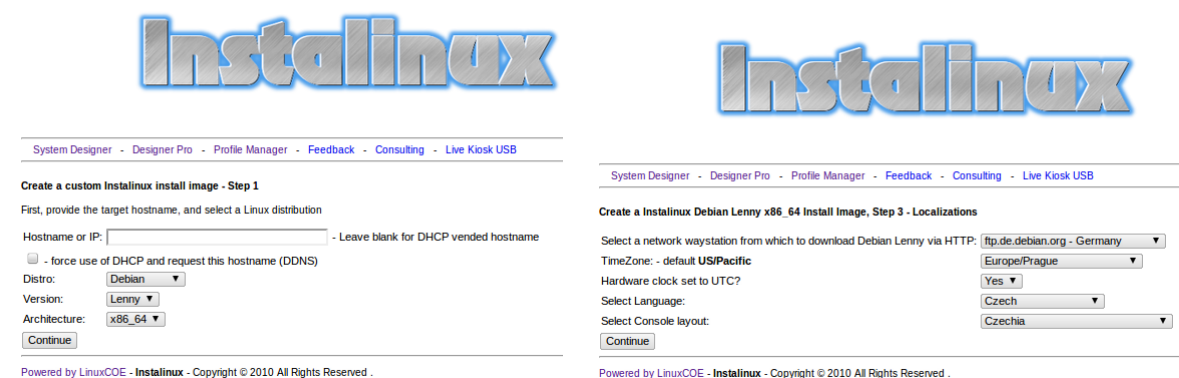 Instalinux
System Designer - Designer Pro - Profile Manager - Feedback - Consulting - Live Kiosk USB
Create a custom Instalinux install image - Step 1
First, provide the target hostname, and select a Linux distribution
Hostname or IP: - Leave blank for DHCP vended hostname
- force use of DHCP and request this hostname (DDNS)
Distro: Debian
Version: Lenny
Architecture: x86_64
Continue
Powered by LinuxCOE - Instalinux - Copyright © 2010 All Rights Reserved .
Instalinux
System Designer - Designer Pro - Profile Manager - Feedback - Consulting - Live Kiosk USB
Create a Instalinux Debian Lenny x86_64 Install Image, Step 3 - Localizations
Select a network waystation from which to download Debian Lenny via HTTP: ftp.de.debian.org - Germany
TimeZone: - default US/Pacific Europe/Prague
Hardware clock set to UTC? Yes
Select Language: Czech
Select Console layout: Czechia
Continue
Powered by LinuxCOE - Instalinux - Copyright © 2010 All Rights Reserved .